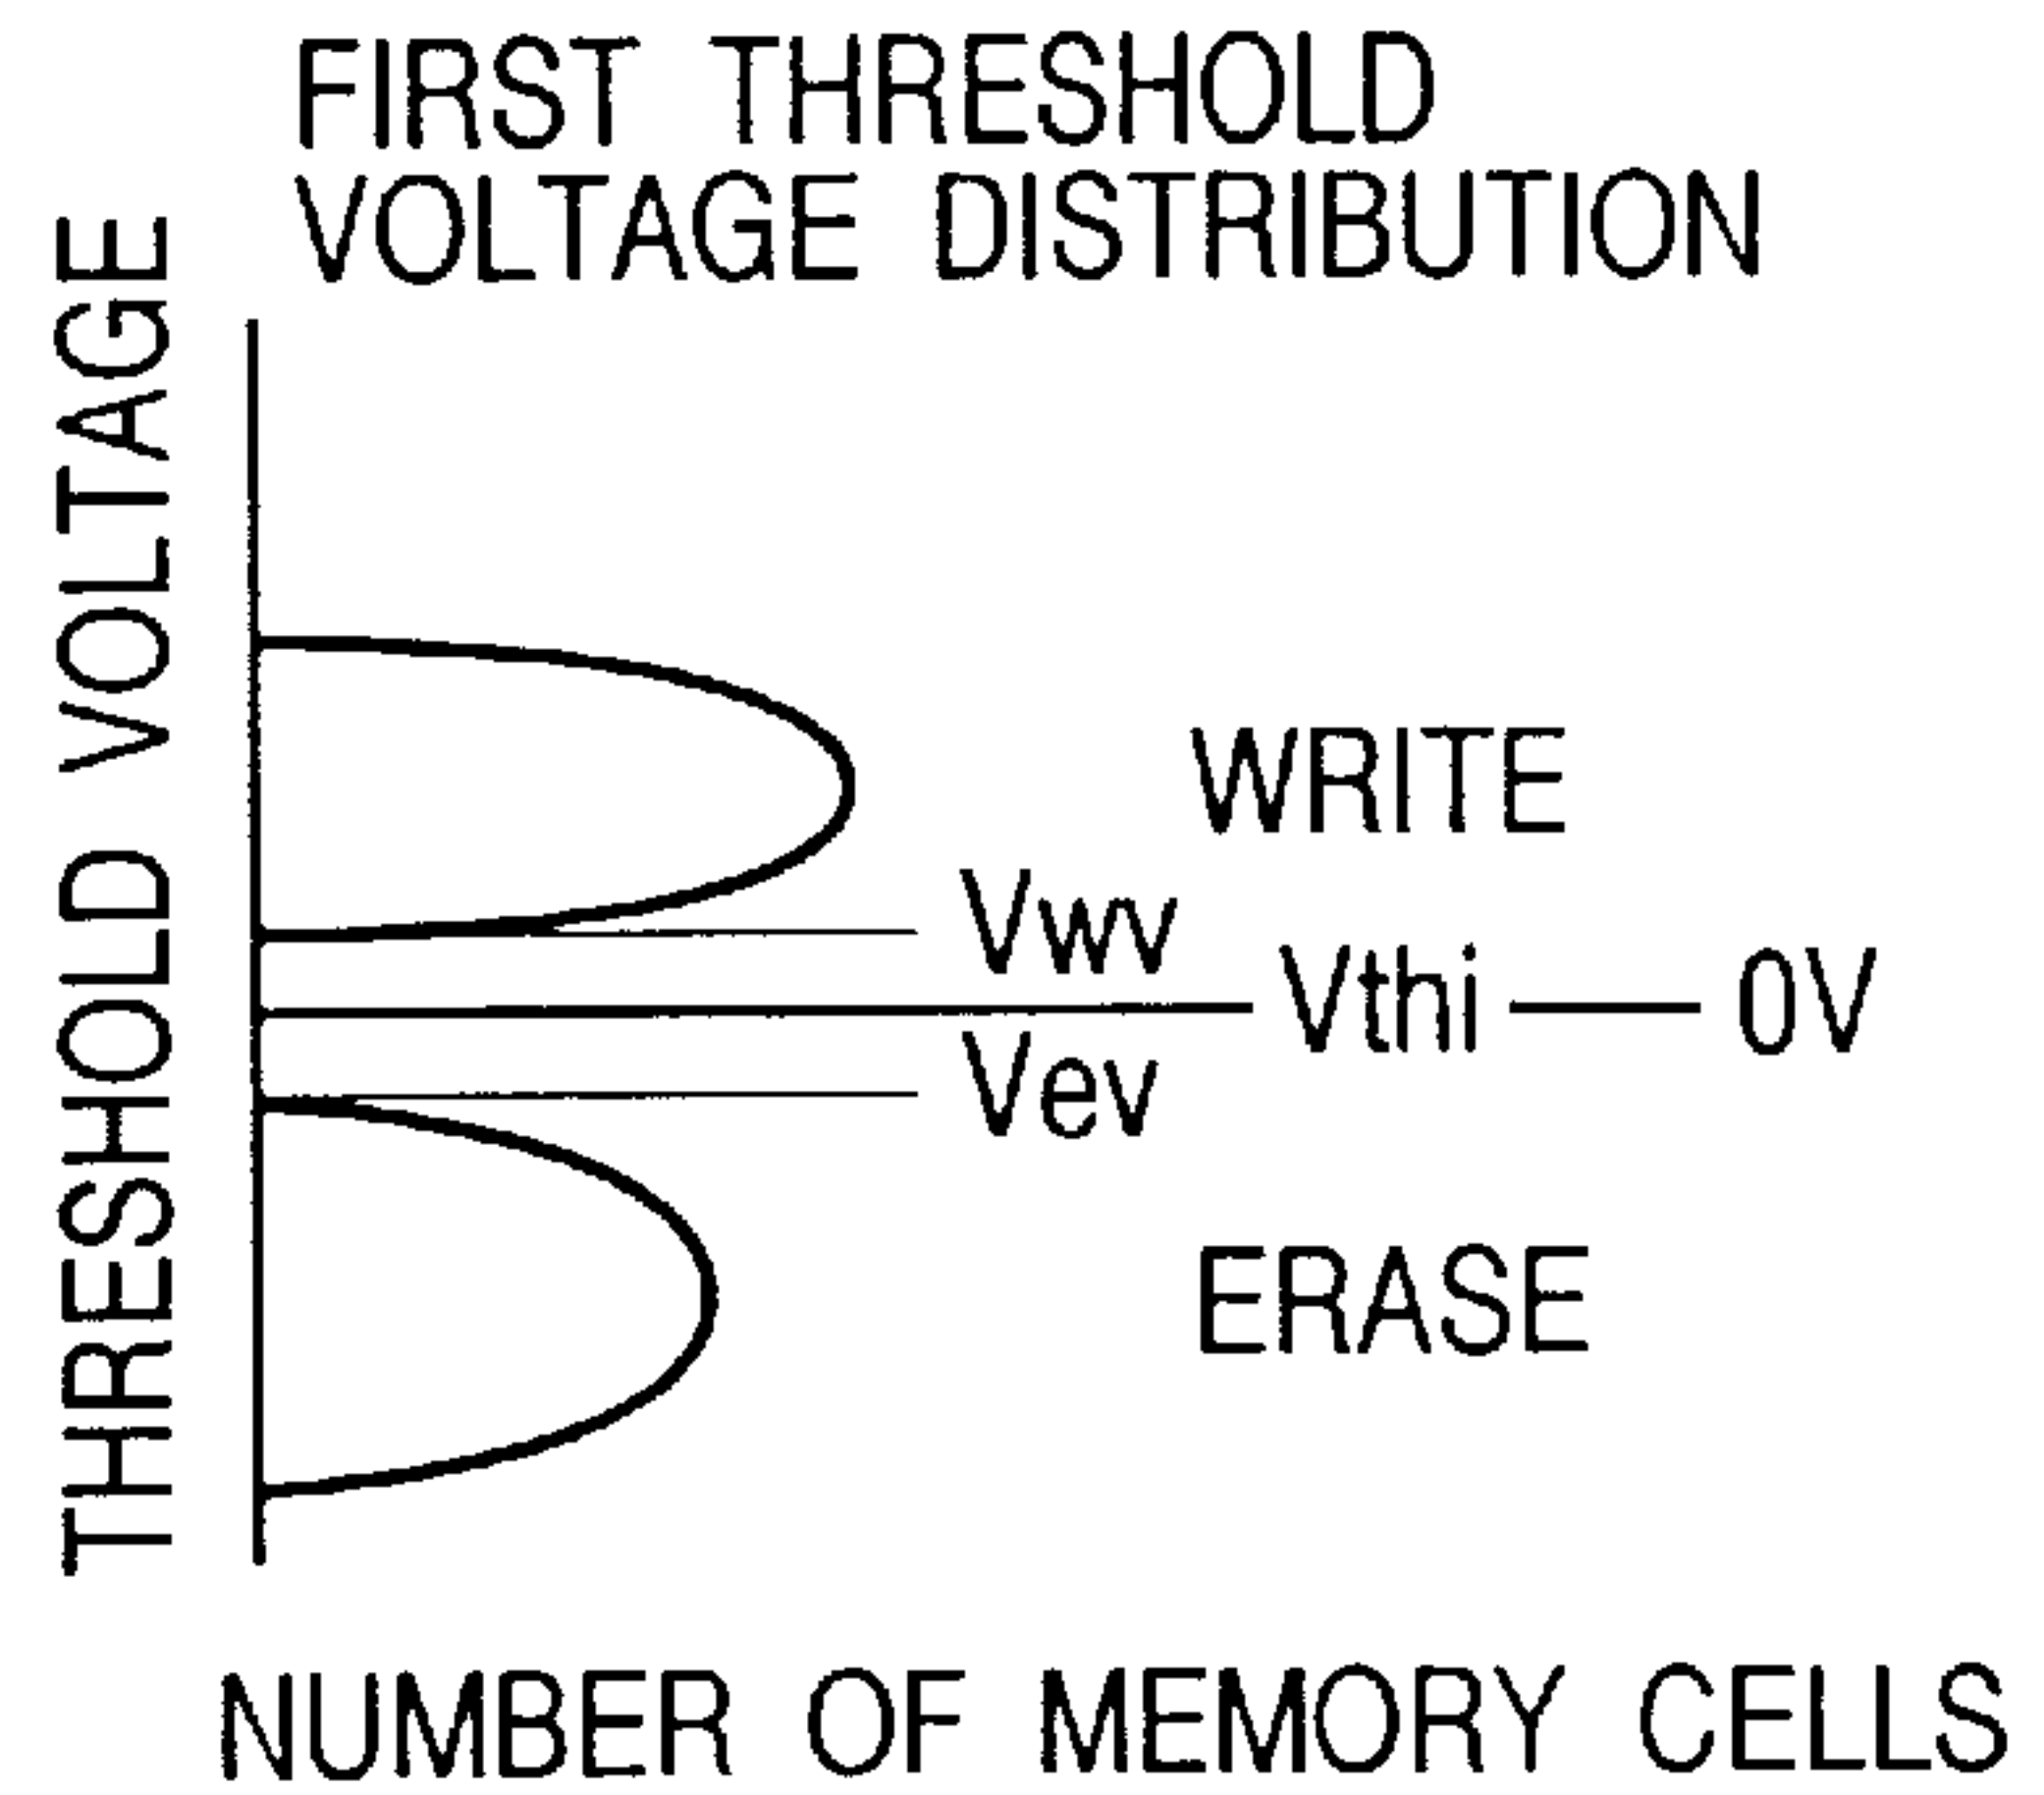 FIRST THRESHOLD
VOLTAGE DISTRIBUTION
THRESHOLD VOLTAGE
WRITE
Vwv
Vthi
0V
Vev
ERASE
NUMBER OF MEMORY CELLS